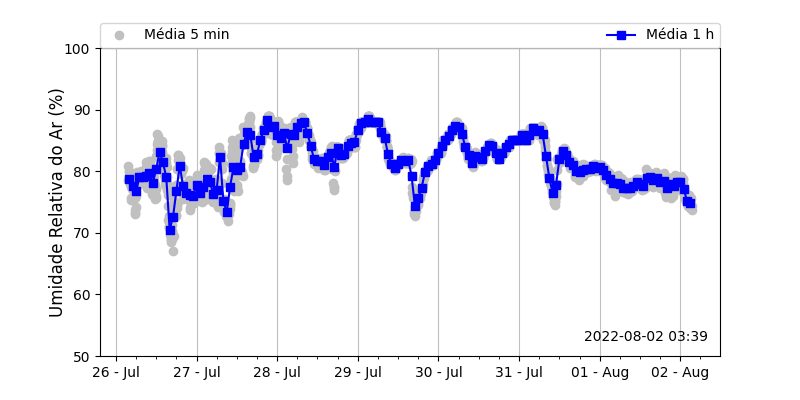 Média 5 min Média 1 h
Umidade Relativa do Ar (%)
100
90
80
70
60
50
2022-08-02 03:39
26 - Jul 27 - Jul 28 - Jul 29 - Jul 30 - Jul 31 - Jul 01 - Aug 02 - Aug